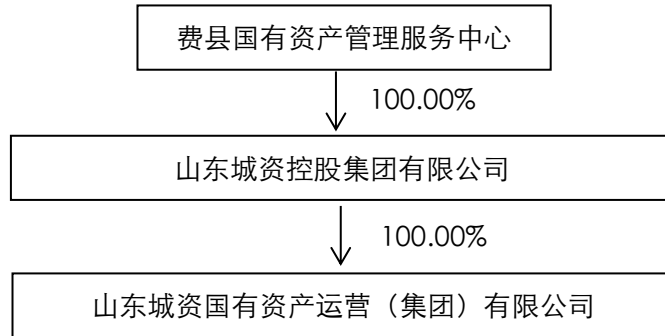 费县国有资产管理服务中心
100.00%
山东城资控股集团有限公司
100.00%
山东城资国有资产运营（集团）有限公司